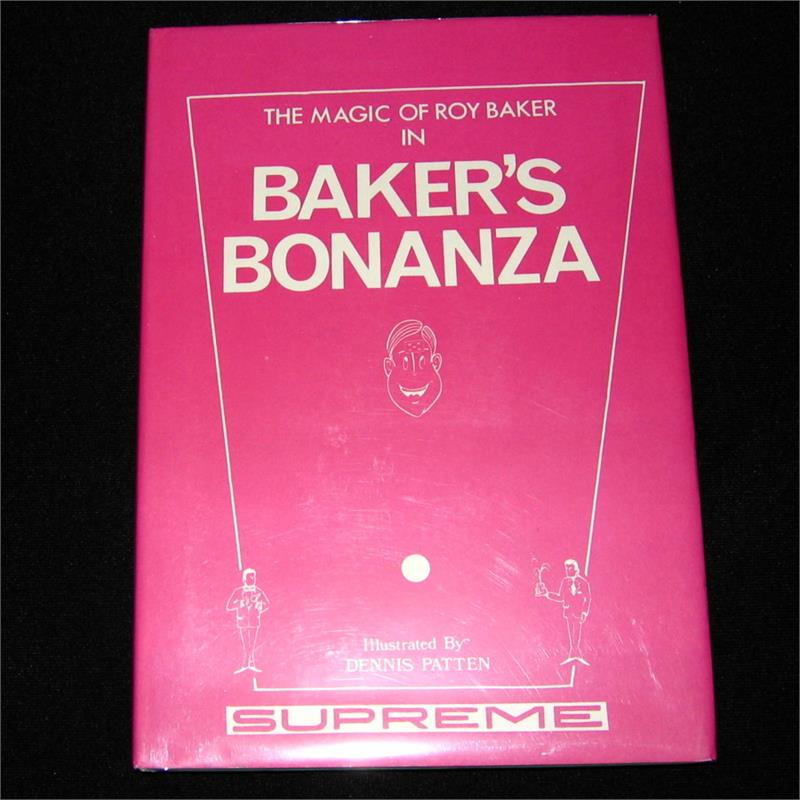 THE MAGIC OF ROY BAKER
IN
BAKER'S
BONANZA
Illustrated By
DENNIS PATTEN
SUPREME